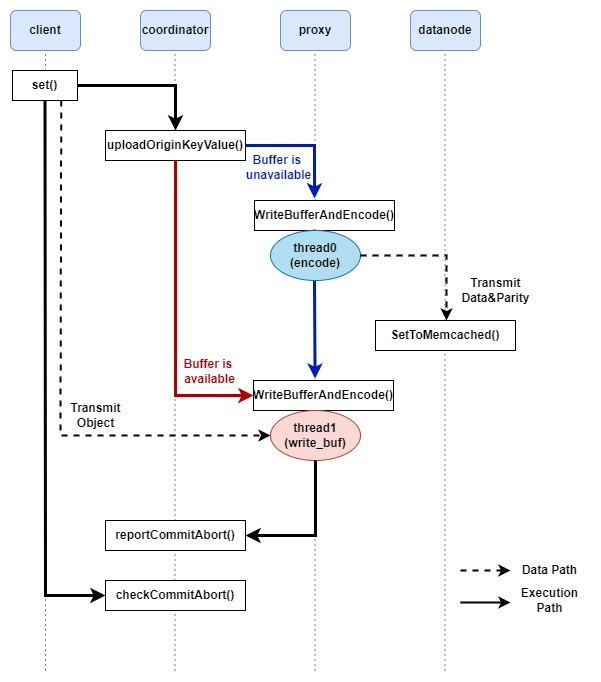 client
coordinator
proxy
datanode
set()
uploadOriginKeyValue()
Buffer is
unavailable
WriteBufferAndEncode()
thread0
(encode)
Transmit
Data&Parity
SetToMemcached()
Buffer is
available
WriteBufferAndEncode()
Transmit
Object
thread1
(write_buf)
reportCommitAbort()
checkCommitAbort()
Data Path
Execution
Path